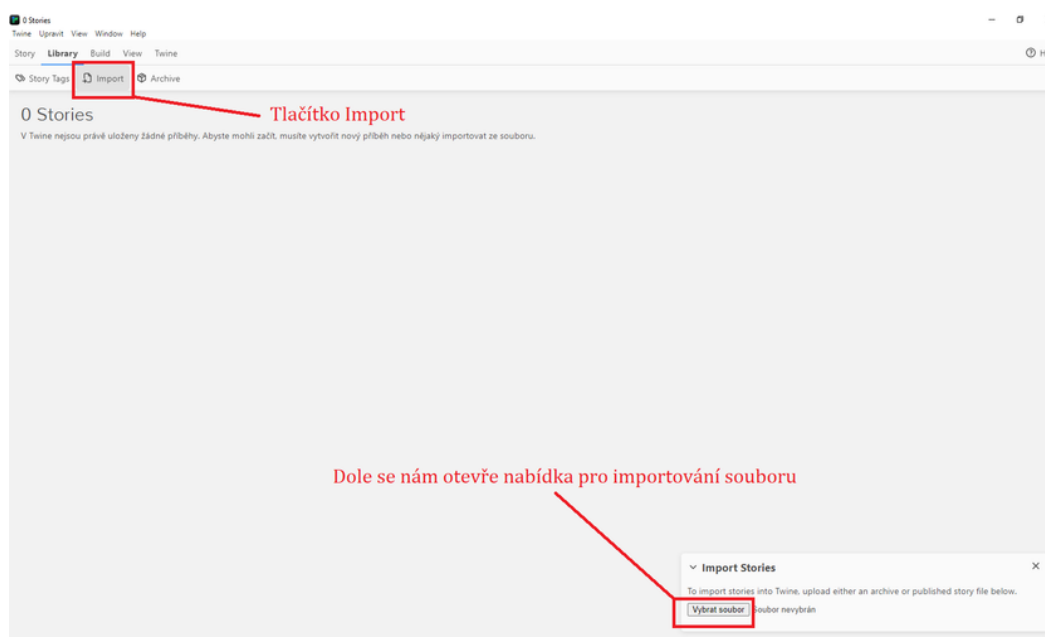 0 Stories
Twine Upravit View Window Help
Story Library Build View Twine
Story Tags Import Archive
0 Stories
Tlačítko Import
V Twine nejsou právě uloženy žádné příběhy. Abyste mohli začít, musíte vytvořit nový příběh nebo nějaký importovat ze souboru.
Dole se nám otevře nabídka pro importování souboru
Import Stories
To import stories into Twine, upload either an archive or published story file below.
Vybrat soubor Soubor nevybrán